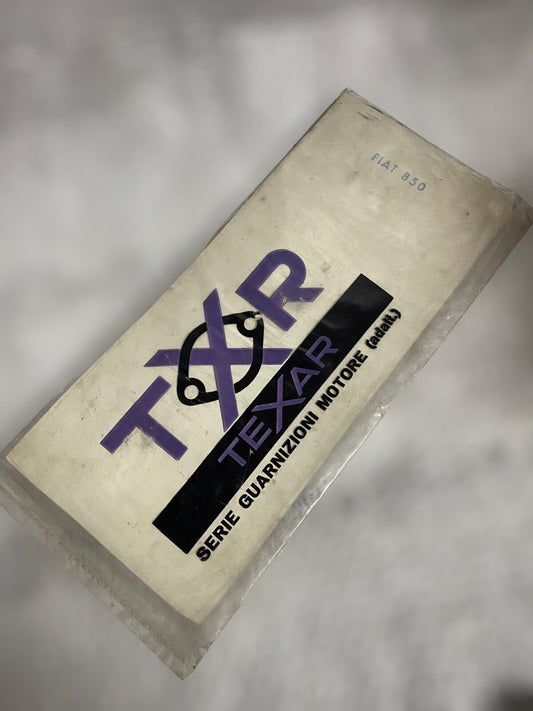 FIAT 850
TXR
TEXAR
SERIE GUARNIZIONI MOTORE (adatt.)